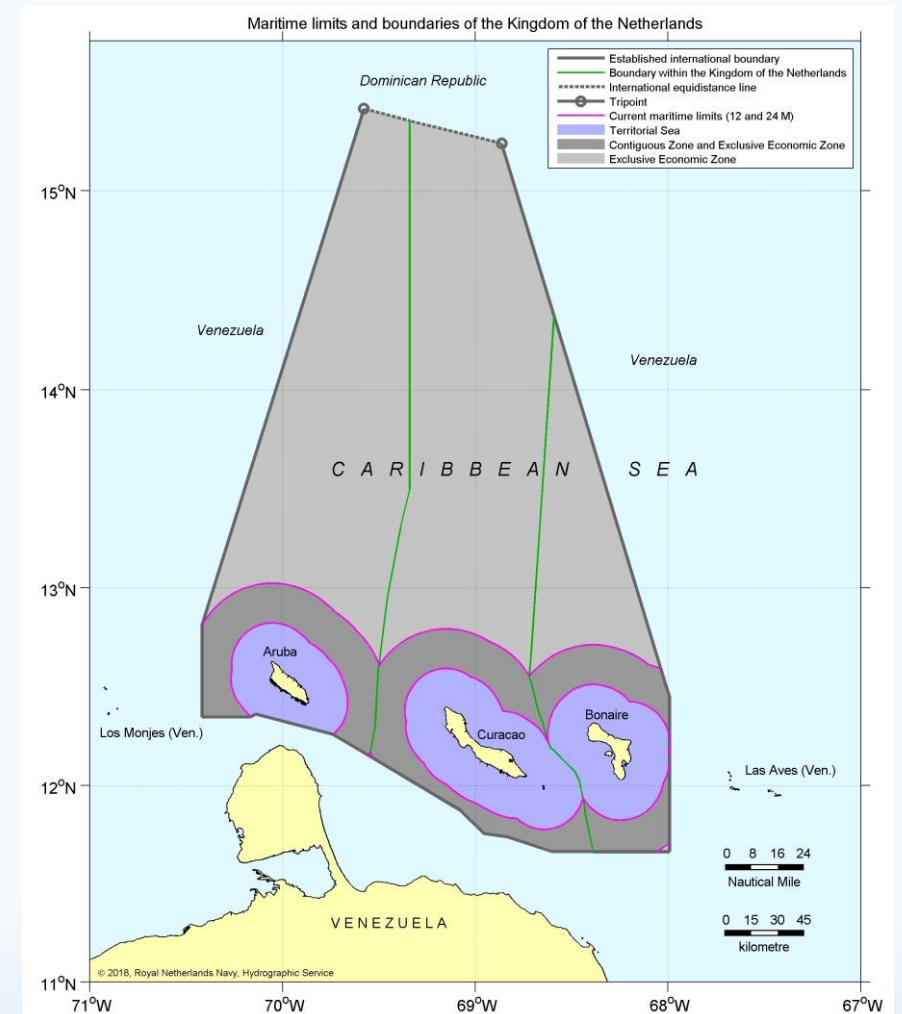 Maritime limits and boundaries of the Kingdom of the Netherlands
Established international boundary
Boundary within the Kingdom of the Netherlands
International equidistance line
Tripoint
Current maritime limits (12 and 24 M)
Territorial Sea
Contiguous Zone and Exclusive Economic Zone
Exclusive Economic Zone
Dominican Republic
15°N
Venezuela
Venezuela
14°N
CARIBBEAN SEA
13°N
Aruba
Bonaire
Los Monjes (Ven.)
Curacao
Las Aves (Ven.)
12°N
0 8 16 24
Nautical Mile
0 15 30 45
kilometre
VENEZUELA
© 2018, Royal Netherlands Navy, Hydrographic Service
11°N
71°W 70°W 69°W 68°W 67°W